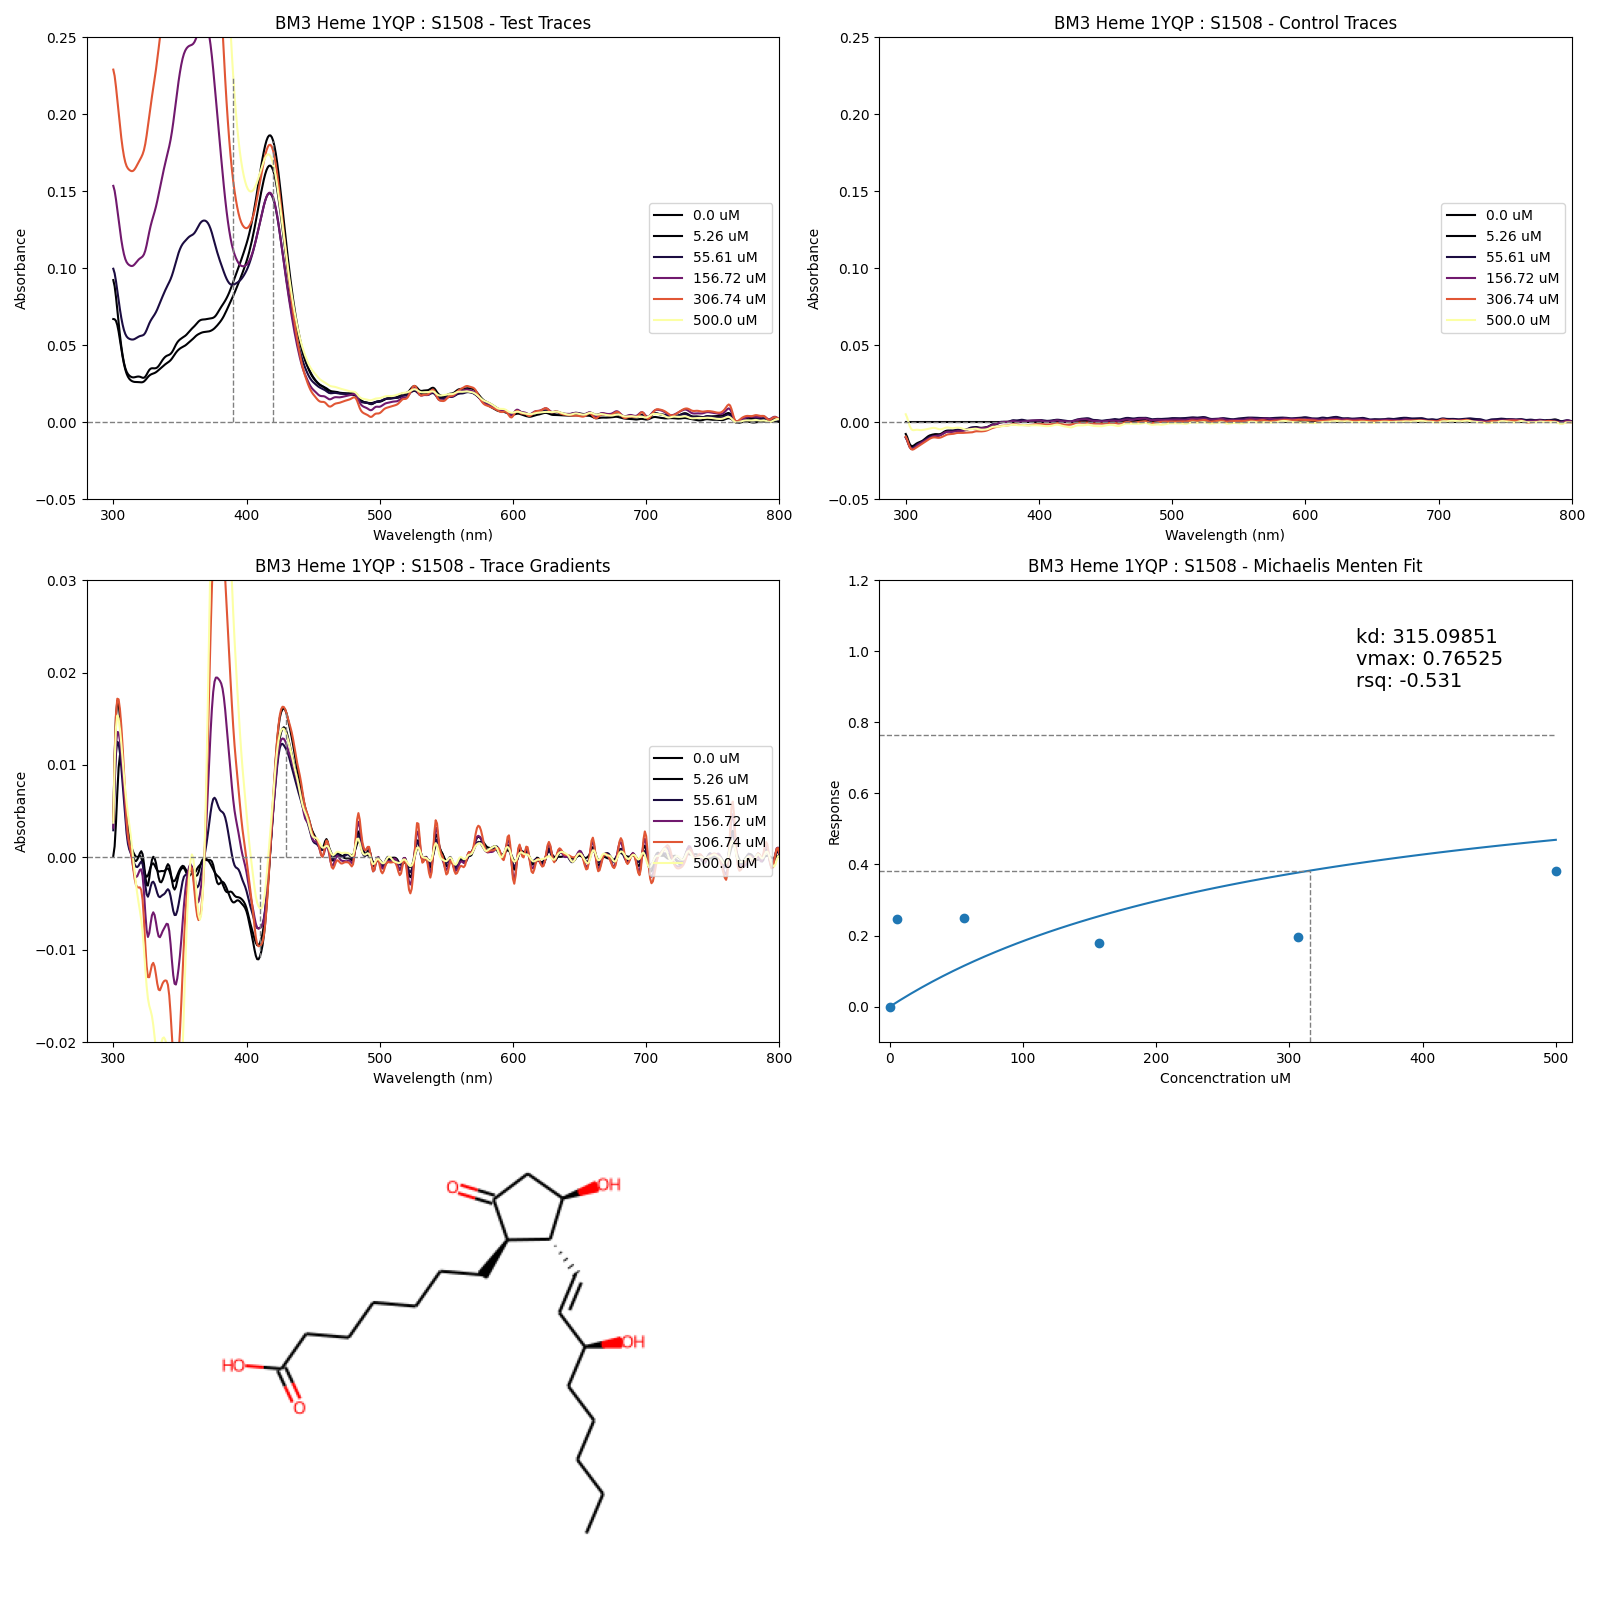 BM3 Heme 1YQP : S1508 - Test Traces
0.25
0.20
0.15
0.10
0.05
0.00
−0.05
Absorbance
300
400
500
600
700
800
Wavelength (nm)
0.0 uM
5.26 uM
55.61 uM
156.72 uM
306.74 uM
500.0 uM
BM3 Heme 1YQP : S1508 - Control Traces
0.25
0.20
0.15
0.10
0.05
0.00
−0.05
Absorbance
300
400
500
600
700
800
Wavelength (nm)
0.0 uM
5.26 uM
55.61 uM
156.72 uM
306.74 uM
500.0 uM
BM3 Heme 1YQP : S1508 - Trace Gradients
0.03
0.02
0.01
0.00
−0.01
−0.02
Absorbance
300
400
500
600
700
800
Wavelength (nm)
0.0 uM
5.26 uM
55.61 uM
156.72 uM
306.74 uM
500.0 uM
BM3 Heme 1YQP : S1508 - Michaelis Menten Fit
1.2
1.0
0.8
0.6
0.4
0.2
0.0
Response
kd: 315.09851
vmax: 0.76525
rsq: -0.531
0
100
200
300
400
500
Concenctration uM
O
OH
OH
HO
O